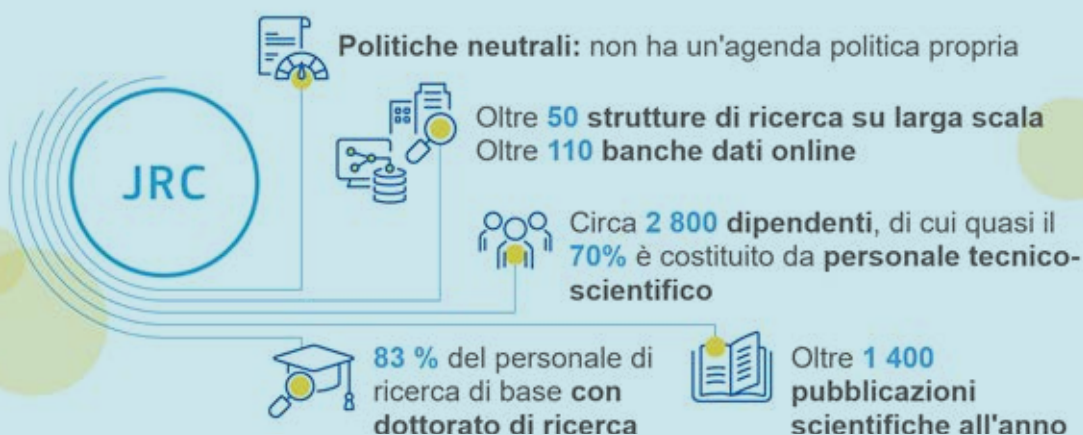 Politiche neutrali: non ha un'agenda politica propria
JRC
Oltre 50 strutture di ricerca su larga scala
Oltre 110 banche dati online
Circa 2 800 dipendenti, di cui quasi il
70% è costituito da personale tecnico-
scientifico
83 % del personale di
ricerca di base con
dottorato di ricerca
Oltre 1 400
pubblicazioni
scientifiche all'anno